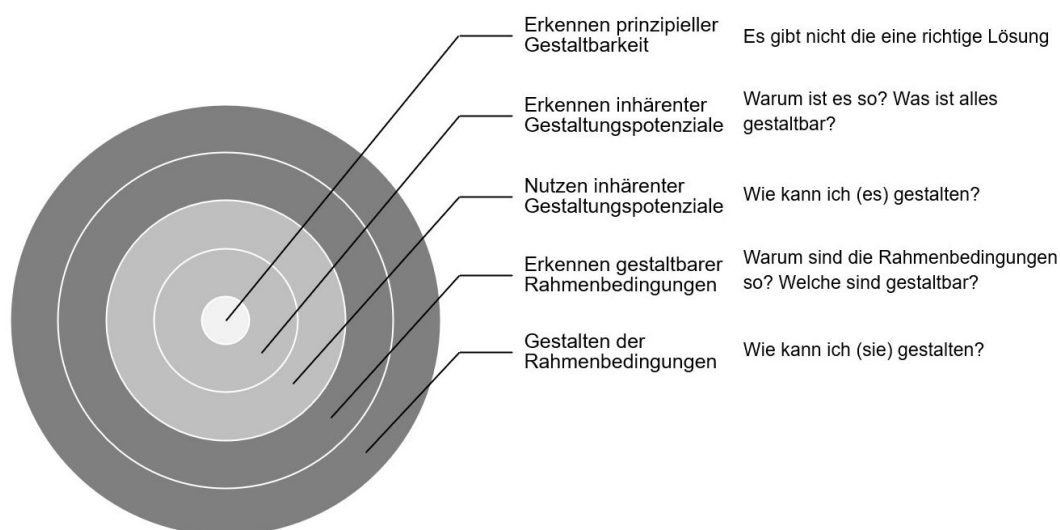 Erkennen prinzipieller
Gestaltbarkeit
Es gibt nicht die eine richtige Lösung
Erkennen inhärenter
Gestaltungspotenziale
Warum ist es so? Was ist alles
gestaltbar?
Nutzen inhärenter
Gestaltungspotenziale
Wie kann ich (es) gestalten?
Erkennen gestaltbarer
Rahmenbedingungen
Warum sind die Rahmenbedingungen
so? Welche sind gestaltbar?
Gestalten der
Rahmenbedingungen
Wie kann ich (sie) gestalten?